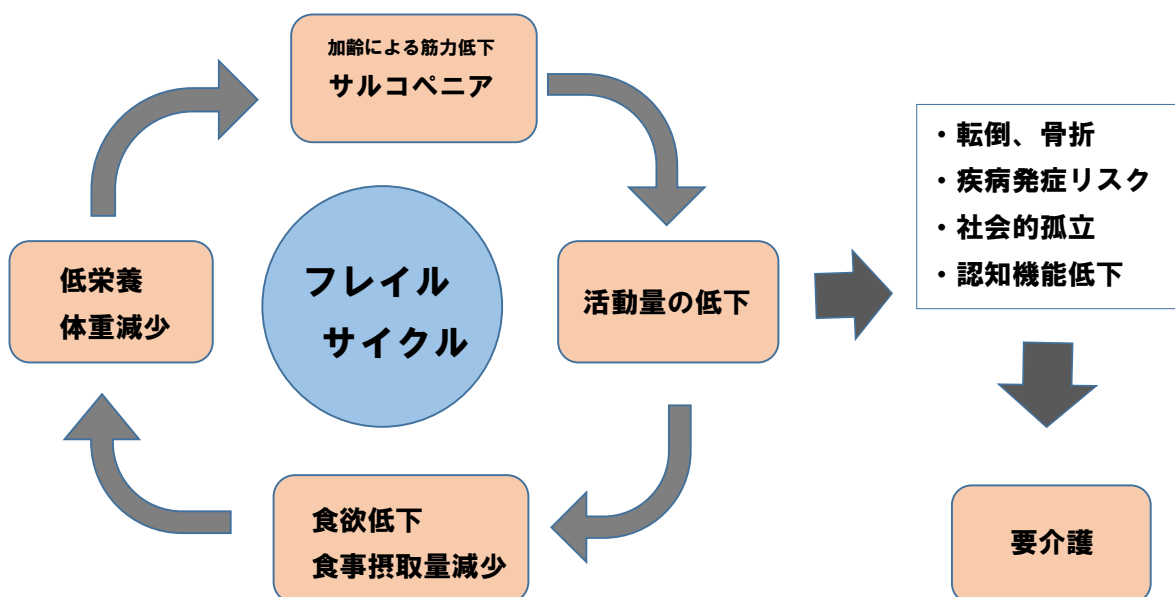 加齢による筋力低下
サルコペニア
・転倒、骨折
・疾病発症リスク
・社会的孤立
・認知機能低下
低栄養
体重減少
フレイル
サイクル
活動量の低下
食欲低下
食事摂取量減少
要介護